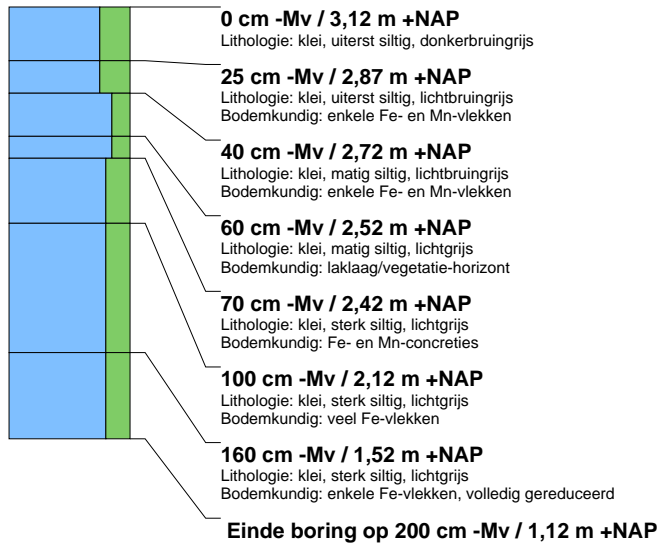 0 cm -Mv / 3,12 m +NAP
Lithologie: klei, uiterst siltig, donkerbruingrijs
25 cm -Mv / 2,87 m +NAP
Lithologie: klei, uiterst siltig, lichtbruingrijs
Bodemkundig: enkele Fe- en Mn-vlekken
40 cm -Mv / 2,72 m +NAP
Lithologie: klei, matig siltig, lichtbruingrijs
Bodemkundig: enkele Fe- en Mn-vlekken
60 cm -Mv / 2,52 m +NAP
Lithologie: klei, matig siltig, lichtgrijs
Bodemkundig: laklaag/vegetatie-horizont
70 cm -Mv / 2,42 m +NAP
Lithologie: klei, sterk siltig, lichtgrijs
Bodemkundig: Fe- en Mn-concreties
100 cm -Mv / 2,12 m +NAP
Lithologie: klei, sterk siltig, lichtgrijs
Bodemkundig: veel Fe-vlekken
160 cm -Mv / 1,52 m +NAP
Lithologie: klei, sterk siltig, lichtgrijs
Bodemkundig: enkele Fe-vlekken, volledig gereduceerd
Einde boring op 200 cm -Mv / 1,12 m +NAP